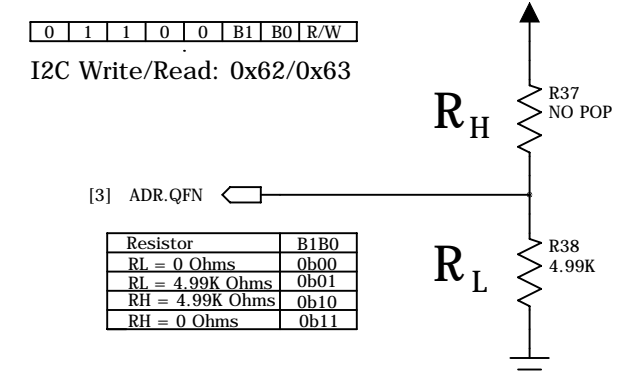 0 1 1 0 0 B1 B0 R/W
I2C Write/Read: 0x62/0x63
R37
NO POP
RH
[3] ADR.QFN
Resistor B1B0
RL = 0 Ohms 0b00
RL = 4.99K Ohms 0b01
RH = 4.99K Ohms 0b10
RH = 0 Ohms 0b11
R38
4.99K
RL